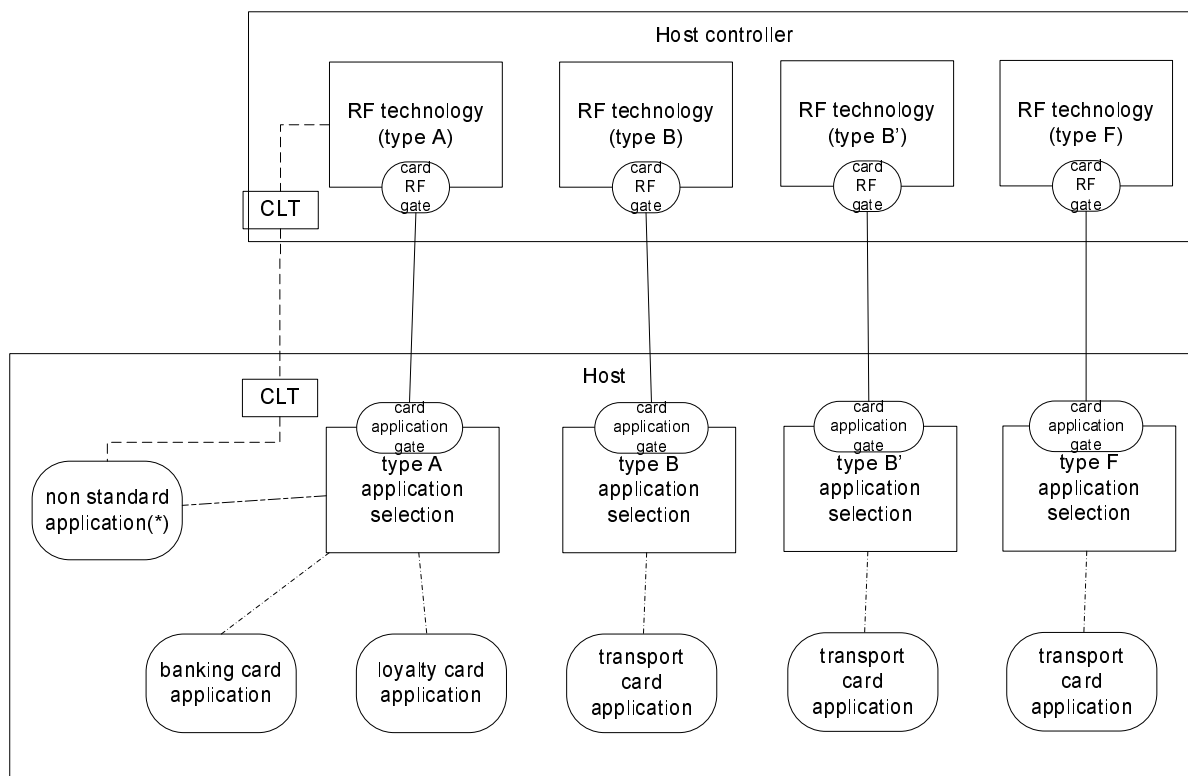 Host controller
RF technology
(type A)
RF technology
(type B)
RF technology
(type B')
RF technology
(type F)
card
RF
gate
card
RF
gate
card
RF
gate
card
RF
gate
CLT
CLT
Host
card
application
gate
card
application
gate
card
application
gate
card
application
gate
type A
application
selection
type B
application
selection
type B'
application
selection
type F
application
selection
non standard
application(*)
banking card
application
loyalty card
application
transport
card
application
transport
card
application
transport
card
application